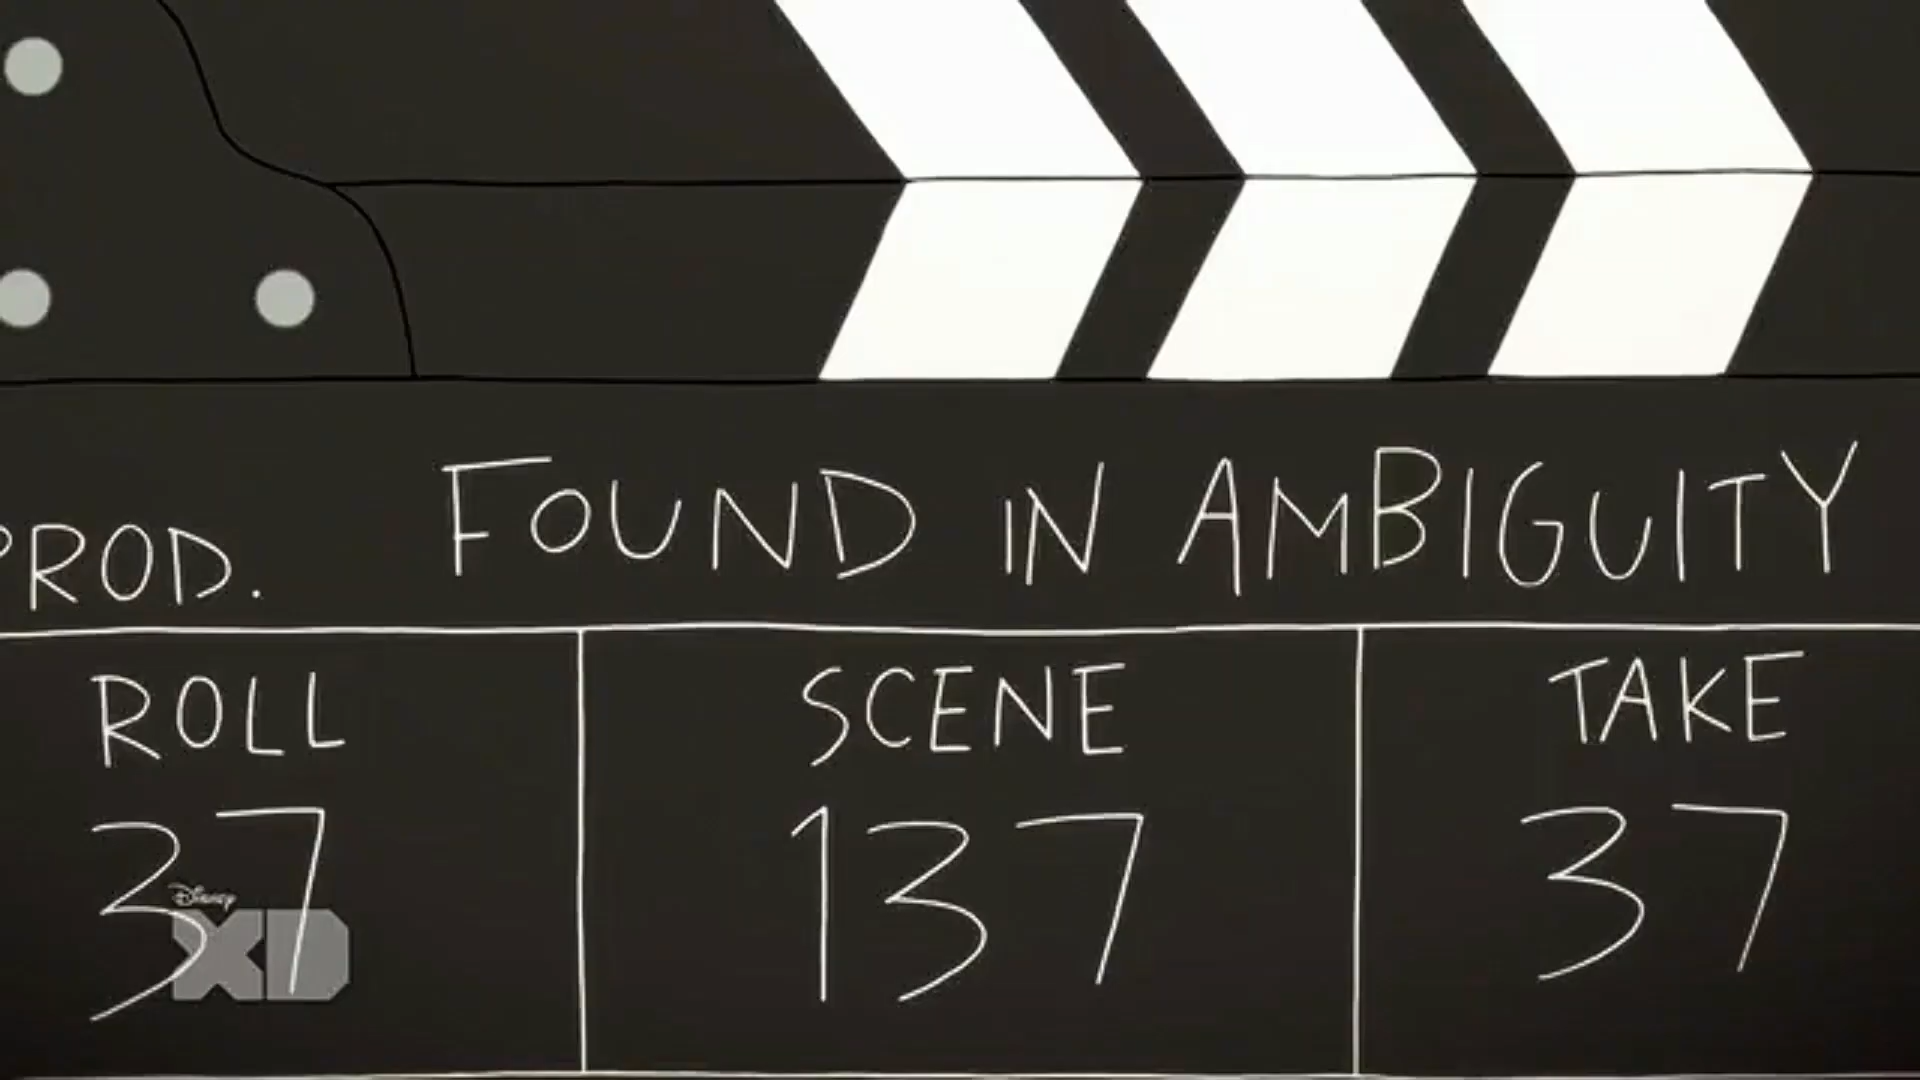 PROD. FOUND IN AMBIGUITY
ROLL SCENE TAKE
37 137 37
Disney
XD